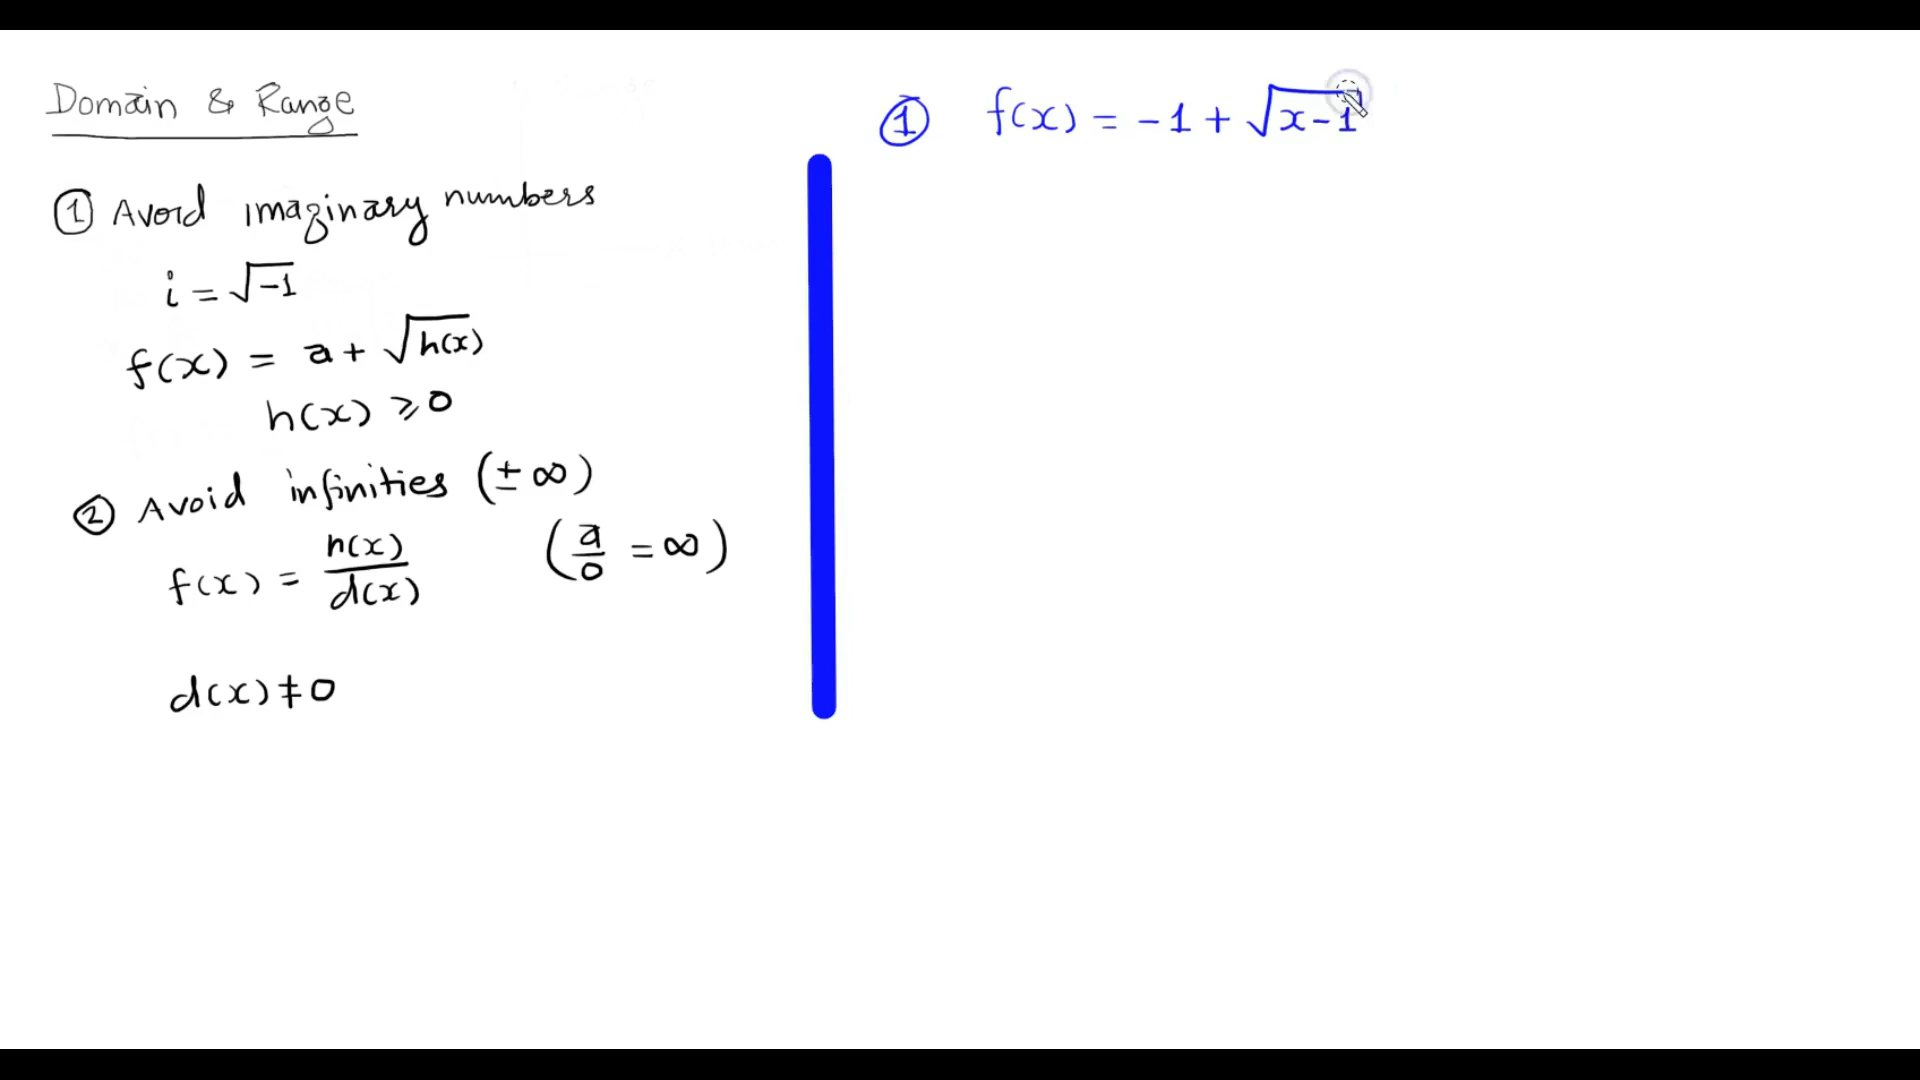 Domain & Range
① Avoid imaginary numbers
i = √-1
f(x) = a + √h(x)
h(x) ⩾ 0
② Avoid infinities (± ∞)
f(x) = n(x)/d(x) (a/0 = ∞)
d(x) ≠ 0
① f(x) = -1 + √x-1